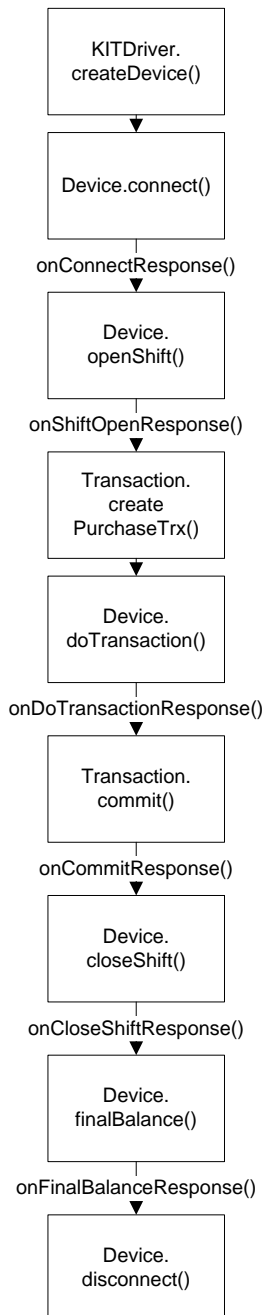 KITDriver.
createDevice()
Device.connect()
onConnectResponse()
Device.
openShift()
onShiftOpenResponse()
Transaction.
create
PurchaseTrx()
Device.
doTransaction()
onDoTransactionResponse()
Transaction.
commit()
onCommitResponse()
Device.
closeShift()
onCloseShiftResponse()
Device.
finalBalance()
onFinalBalanceResponse()
Device.
disconnect()